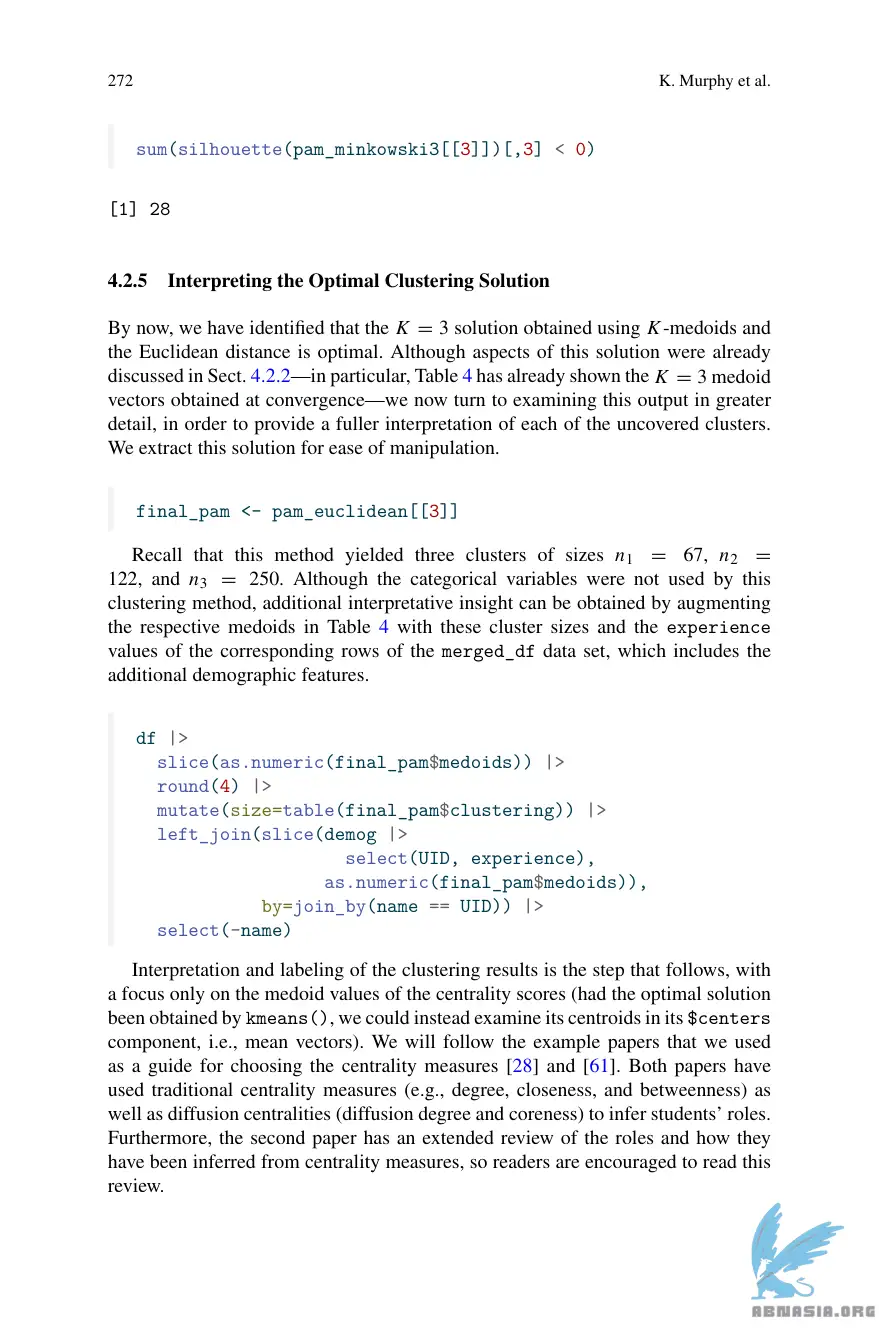 272 K. Murphy et al.
sum(silhouette(pam_minkowski3[[3]])[,3] < 0)
[1] 28
4.2.5 Interpreting the Optimal Clustering Solution
By now, we have identified that the K = 3 solution obtained using K-medoids and
the Euclidean distance is optimal. Although aspects of this solution were already
discussed in Sect. 4.2.2—in particular, Table 4 has already shown the K = 3 medoid
vectors obtained at convergence—we now turn to examining this output in greater
detail, in order to provide a fuller interpretation of each of the uncovered clusters.
We extract this solution for ease of manipulation.
final_pam <- pam_euclidean[[3]]
Recall that this method yielded three clusters of sizes n1 = 67, n2 =
122, and n3 = 250. Although the categorical variables were not used by this
clustering method, additional interpretative insight can be obtained by augmenting
the respective medoids in Table 4 with these cluster sizes and the experience
values of the corresponding rows of the merged_df data set, which includes the
additional demographic features.
df |>
slice(as.numeric(final_pam$medoids)) |>
round(4) |>
mutate(size=table(final_pam$clustering)) |>
left_join(slice(demog |>
select(UID, experience),
as.numeric(final_pam$medoids)),
by=join_by(name == UID)) |>
select(-name)
Interpretation and labeling of the clustering results is the step that follows, with
a focus only on the medoid values of the centrality scores (had the optimal solution
been obtained by kmeans(), we could instead examine its centroids in its $centers
component, i.e., mean vectors). We will follow the example papers that we used
as a guide for choosing the centrality measures [28] and [61]. Both papers have
used traditional centrality measures (e.g., degree, closeness, and betweenness) as
well as diffusion centralities (diffusion degree and coreness) to infer students' roles.
Furthermore, the second paper has an extended review of the roles and how they
have been inferred from centrality measures, so readers are encouraged to read this
review.
ABNASIA.ORG